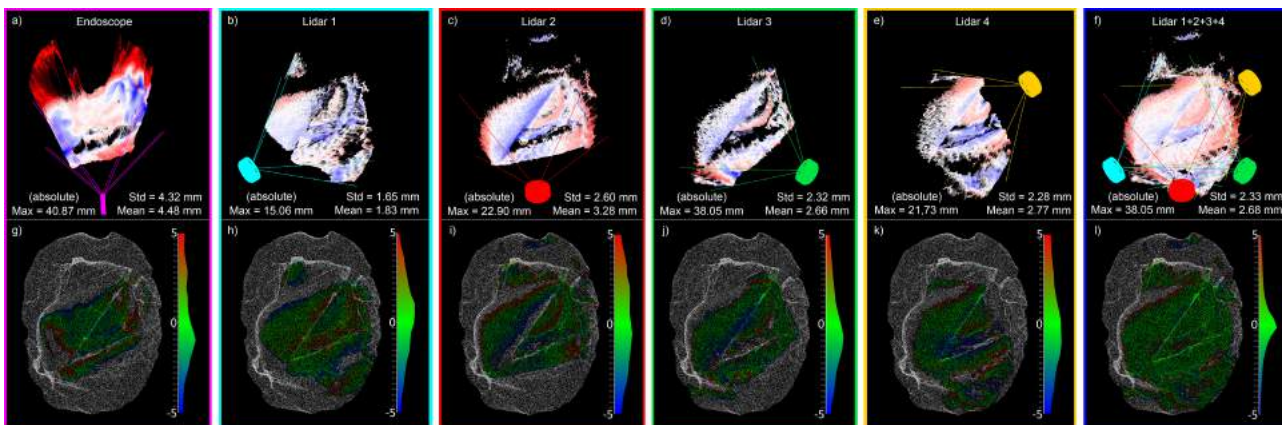 a) Endoscope
(absolute) Std = 4.32 mm
Max = 40.87 mm Mean = 4.48 mm
b) Lidar 1
(absolute) Std = 1.65 mm
Max = 15.06 mm Mean = 1.83 mm
c) Lidar 2
(absolute) Std = 2.60 mm
Max = 22.90 mm Mean = 3.28 mm
d) Lidar 3
(absolute) Std = 2.32 mm
Max = 38.05 mm Mean = 2.66 mm
e) Lidar 4
(absolute) Std = 2.28 mm
Max = 21,73 mm Mean = 2.77 mm
f) Lidar 1+2+3+4
(absolute) Std = 2.33 mm
Max = 38.05 mm Mean = 2.68 mm
g) 5
0
-5
h) 5
0
-5
i) 5
0
-5
j) 5
0
-5
k) 5
0
-5
l) 5
0
-5